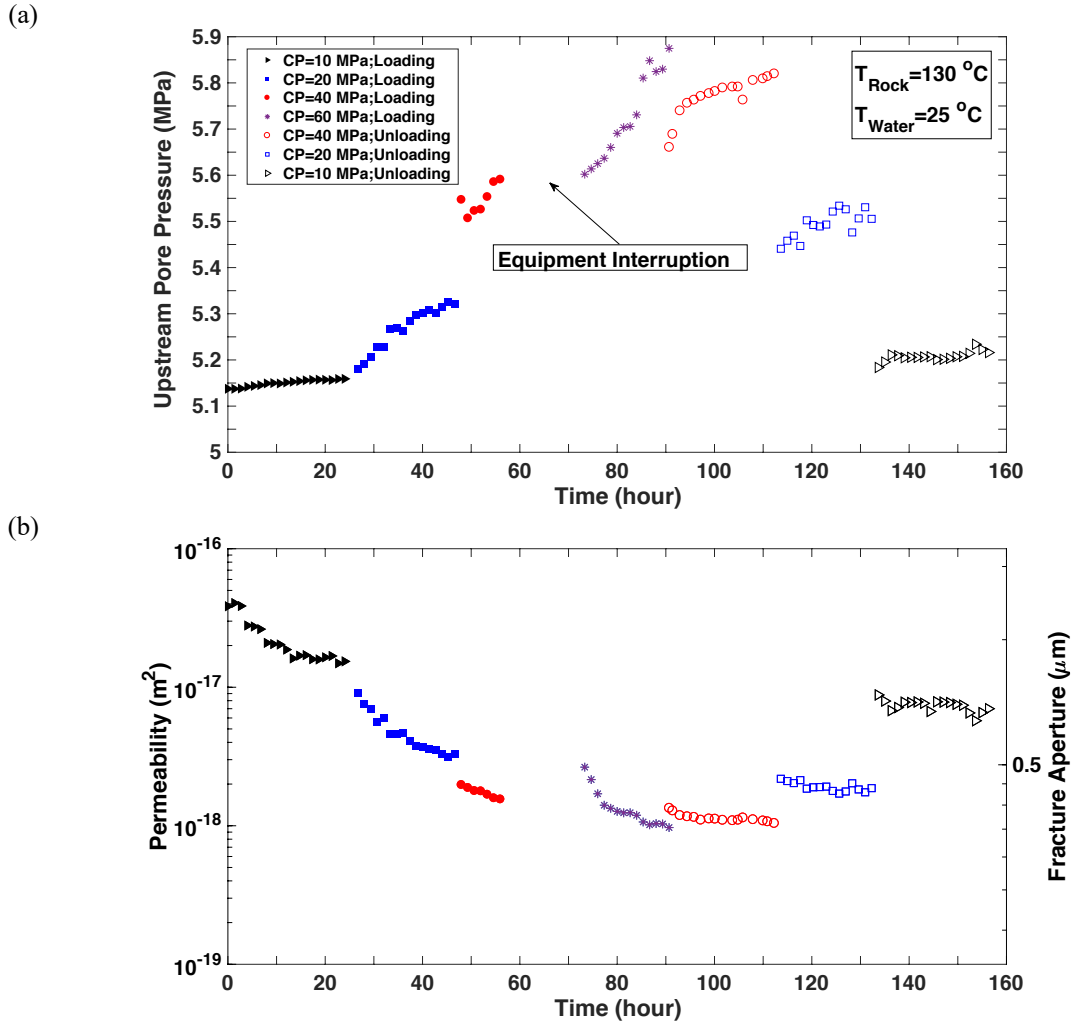 (a)
Upstream Pore Pressure (MPa)
5.9
5.8
5.7
5.6
5.5
5.4
5.3
5.2
5.1
5
CP=10 MPa;Loading
CP=20 MPa;Loading
CP=40 MPa;Loading
CP=60 MPa;Loading
CP=40 MPa;Unloading
CP=20 MPa;Unloading
CP=10 MPa;Unloading
T_Rock=130 °C
T_Water=25 °C
Equipment Interruption
0 20 40 60 80 100 120 140 160
Time (hour)
(b)
Permeability (m²)
10⁻¹⁶
10⁻¹⁷
10⁻¹⁸
10⁻¹⁹
0.5
Fracture Aperture (μm)
0 20 40 60 80 100 120 140 160
Time (hour)